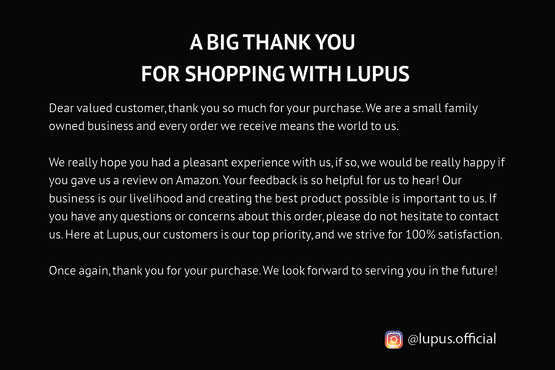 A BIG THANK YOU
FOR SHOPPING WITH LUPUS
Dear valued customer, thank you so much for your purchase. We are a small family
owned business and every order we receive means the world to us.
We really hope you had a pleasant experience with us, if so, we would be really happy if
you gave us a review on Amazon. Your feedback is so helpful for us to hear! Our
business is our livelihood and creating the best product possible is important to us. If
you have any questions or concerns about this order, please do not hesitate to contact
us. Here at Lupus, our customers is our top priority, and we strive for 100% satisfaction.
Once again, thank you for your purchase. We look forward to serving you in the future!
@lupus.official